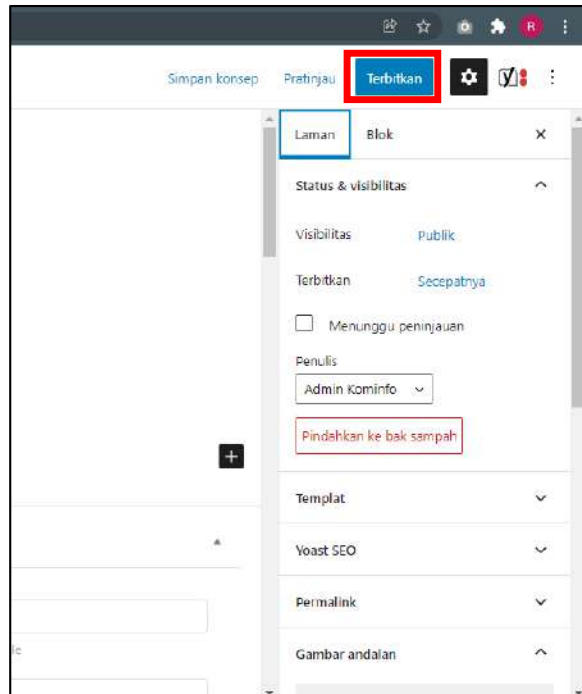 R
Simpan konsep Pratinjau Terbitkan
Laman Blok
Status & visibilitas
Visibilitas Publik
Terbitkan Secepatnya
Menunggu peninjauan
Penulis
Admin Kominfo
Pindahkan ke bak sampah
Templat
Yoast SEO
Permalink
Gambar andalan